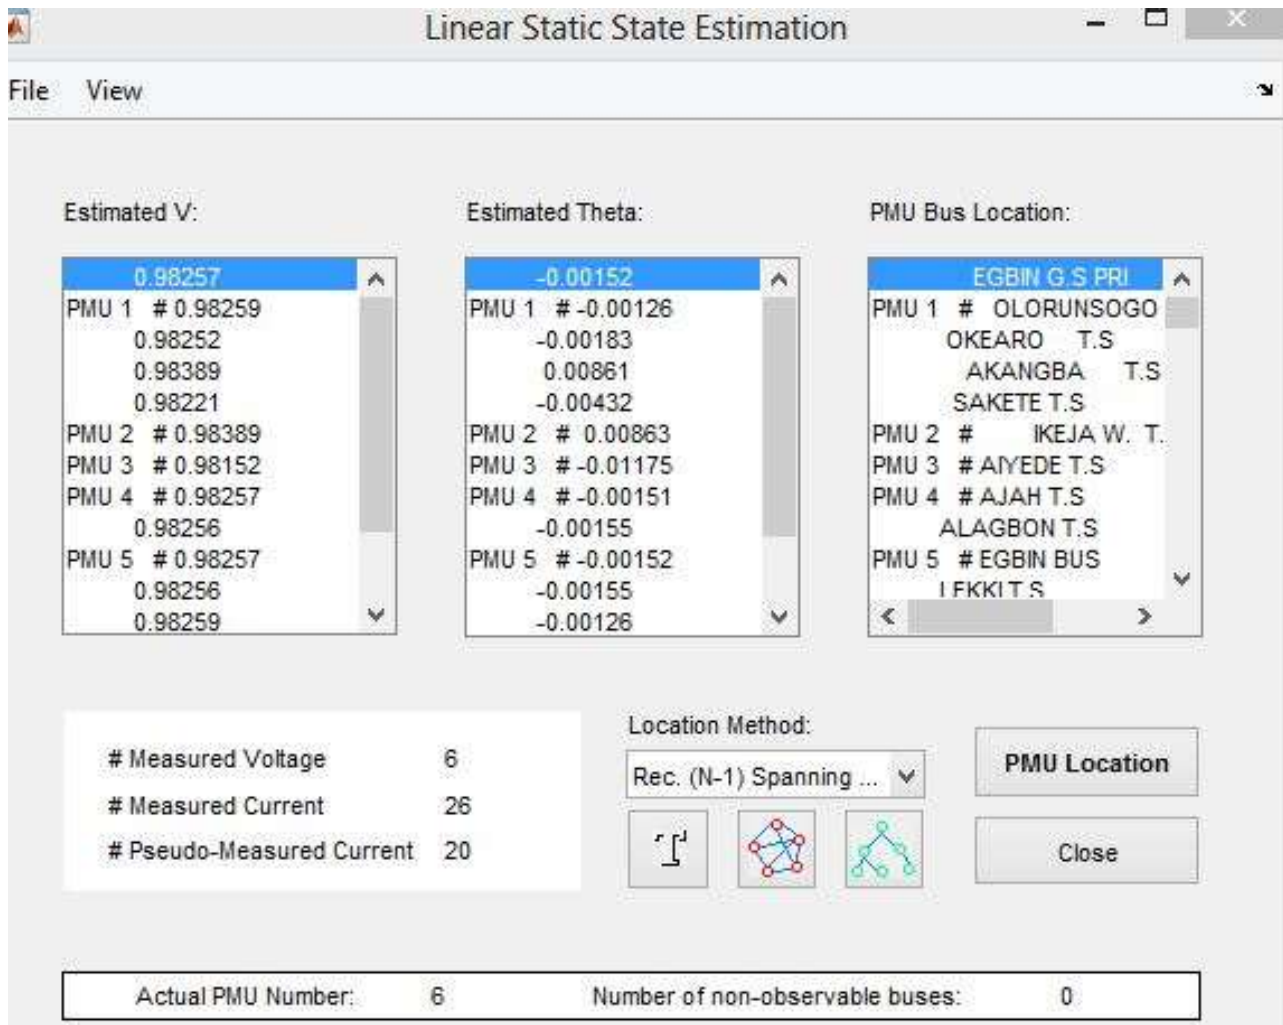 Linear Static State Estimation
File View
Estimated V:
0.98257
PMU 1 # 0.98259
0.98252
0.98389
0.98221
PMU 2 # 0.98389
PMU 3 # 0.98152
PMU 4 # 0.98257
0.98256
PMU 5 # 0.98257
0.98256
0.98259
Estimated Theta:
-0.00152
PMU 1 # -0.00126
-0.00183
0.00861
-0.00432
PMU 2 # 0.00863
PMU 3 # -0.01175
PMU 4 # -0.00151
-0.00155
PMU 5 # -0.00152
-0.00155
-0.00126
PMU Bus Location:
EGBIN G.S PRI
PMU 1 # OLORUNSOGO
OKEARO T.S
AKANGBA T.S
SAKETE T.S
PMU 2 # IKEJA W. T.
PMU 3 # AIYEDE T.S
PMU 4 # AJAH T.S
ALAGBON T.S
PMU 5 # EGBIN BUS
LEKKI T.S
# Measured Voltage 6
# Measured Current 26
# Pseudo-Measured Current 20
Location Method:
Rec. (N-1) Spanning ...
PMU Location
Close
Actual PMU Number: 6 Number of non-observable buses: 0